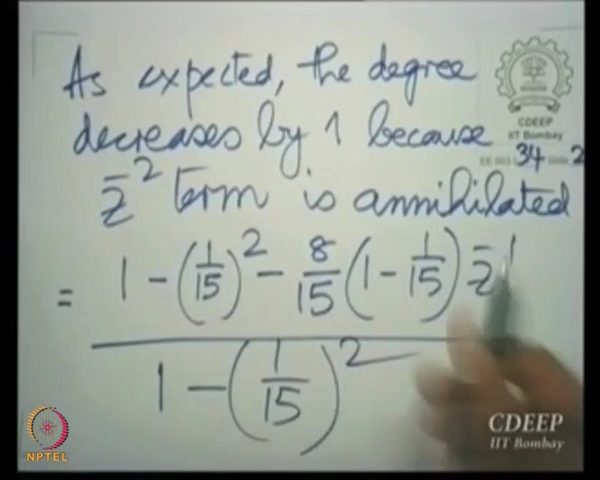 As expected, the degree
decreases by 1 because
z̄² term is annihilated
= 1 - (1/15)² - 8/15 (1 - 1/15) z̄¹
1 - (1/15)²
CDEEP
IIT Bombay
34
2
NPTEL
CDEEP
IIT Bombay